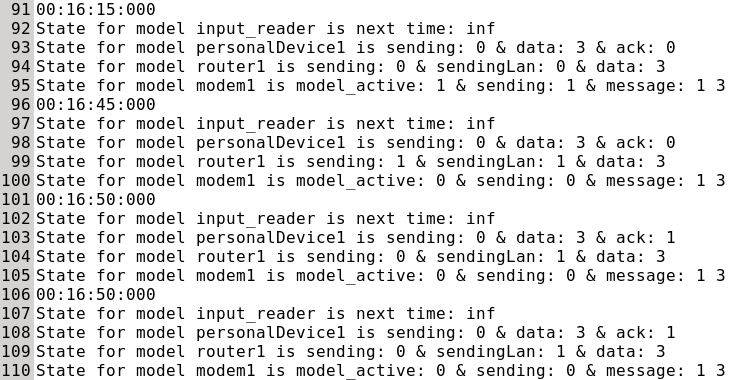 91 00:16:15:000
92 State for model input_reader is next time: inf
93 State for model personalDevice1 is sending: 0 & data: 3 & ack: 0
94 State for model router1 is sending: 0 & sendingLan: 0 & data: 3
95 State for model modem1 is model_active: 1 & sending: 1 & message: 1 3
96 00:16:45:000
97 State for model input_reader is next time: inf
98 State for model personalDevice1 is sending: 0 & data: 3 & ack: 0
99 State for model router1 is sending: 1 & sendingLan: 1 & data: 3
100 State for model modem1 is model_active: 0 & sending: 0 & message: 1 3
101 00:16:50:000
102 State for model input_reader is next time: inf
103 State for model personalDevice1 is sending: 0 & data: 3 & ack: 1
104 State for model router1 is sending: 0 & sendingLan: 1 & data: 3
105 State for model modem1 is model_active: 0 & sending: 0 & message: 1 3
106 00:16:50:000
107 State for model input_reader is next time: inf
108 State for model personalDevice1 is sending: 0 & data: 3 & ack: 1
109 State for model router1 is sending: 0 & sendingLan: 1 & data: 3
110 State for model modem1 is model_active: 0 & sending: 0 & message: 1 3